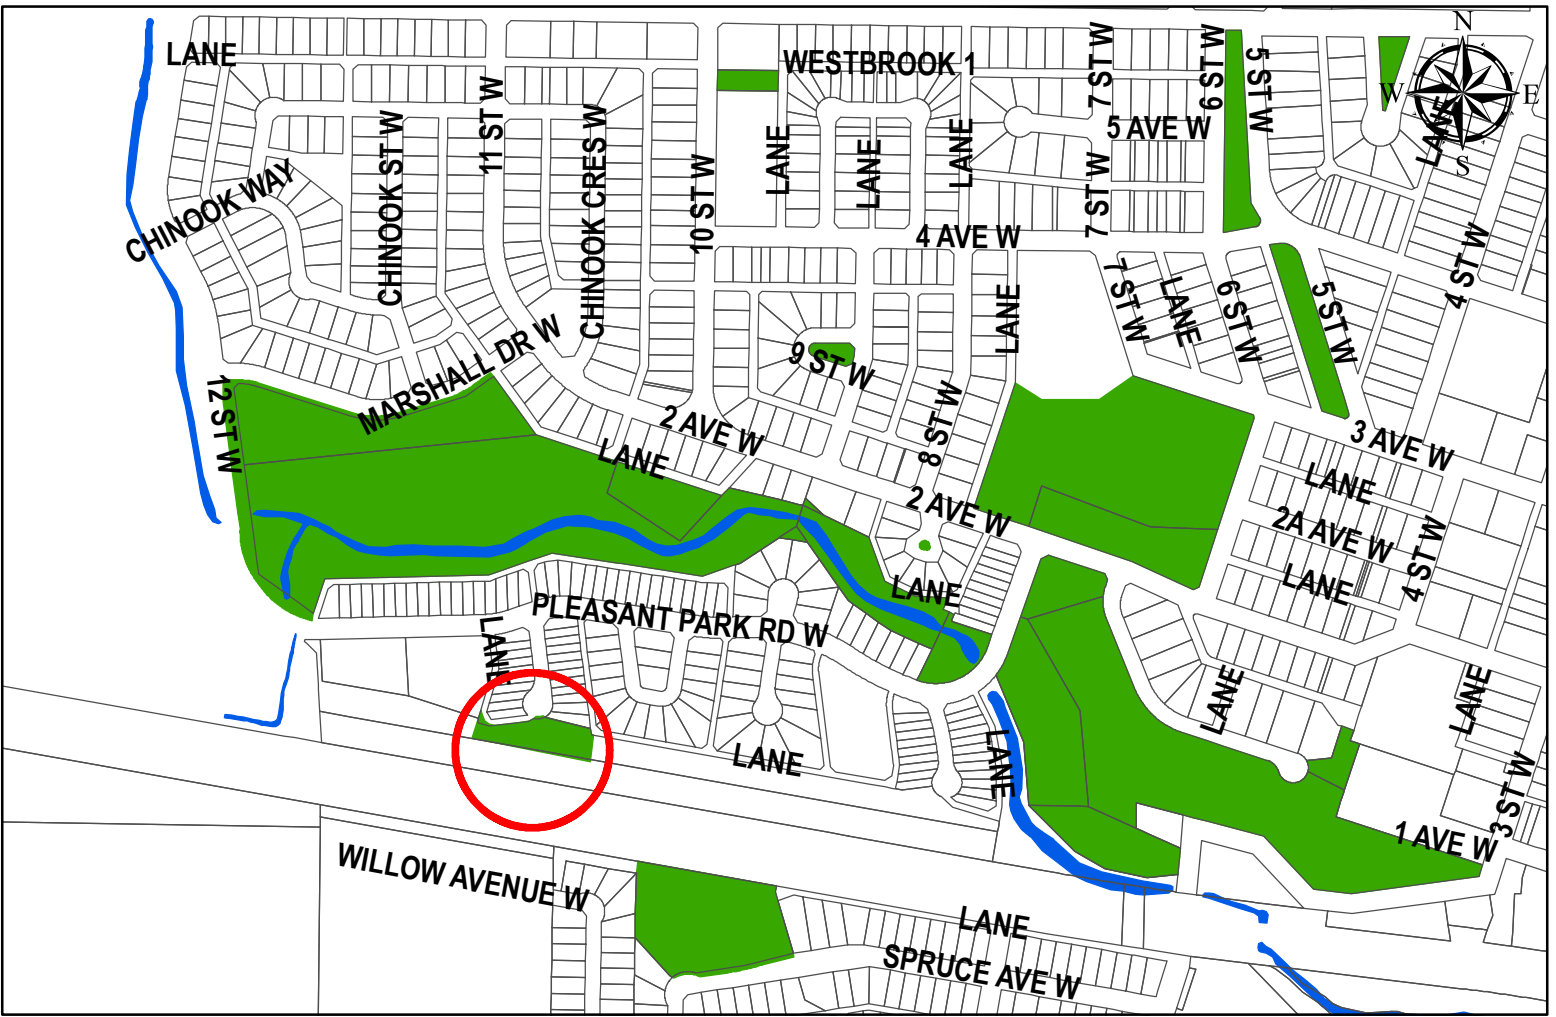 N
W
E
S
LANE
WESTBROOK 1
7 ST W
6 ST W
5 ST W
11 ST W
CHINOOK ST W
CHINOOK CRES W
5 AVE W
LANE
LANE
LANE
LANE
CHINOOK WAY
10 ST W
7 ST W
4 AVE W
4 ST W
7 ST W
LANE
6 ST W
5 ST W
LANE
MARSHALL DR W
9 ST W
12 ST W
2 AVE W
8 ST W
3 AVE W
LANE
LANE
2 AVE W
2A AVE W
4 ST W
LANE
LANE
PLEASANT PARK RD W
LANE
LANE
LANE
LANE
LANE
3 ST W
1 AVE W
WILLOW AVENUE W
LANE
SPRUCE AVE W